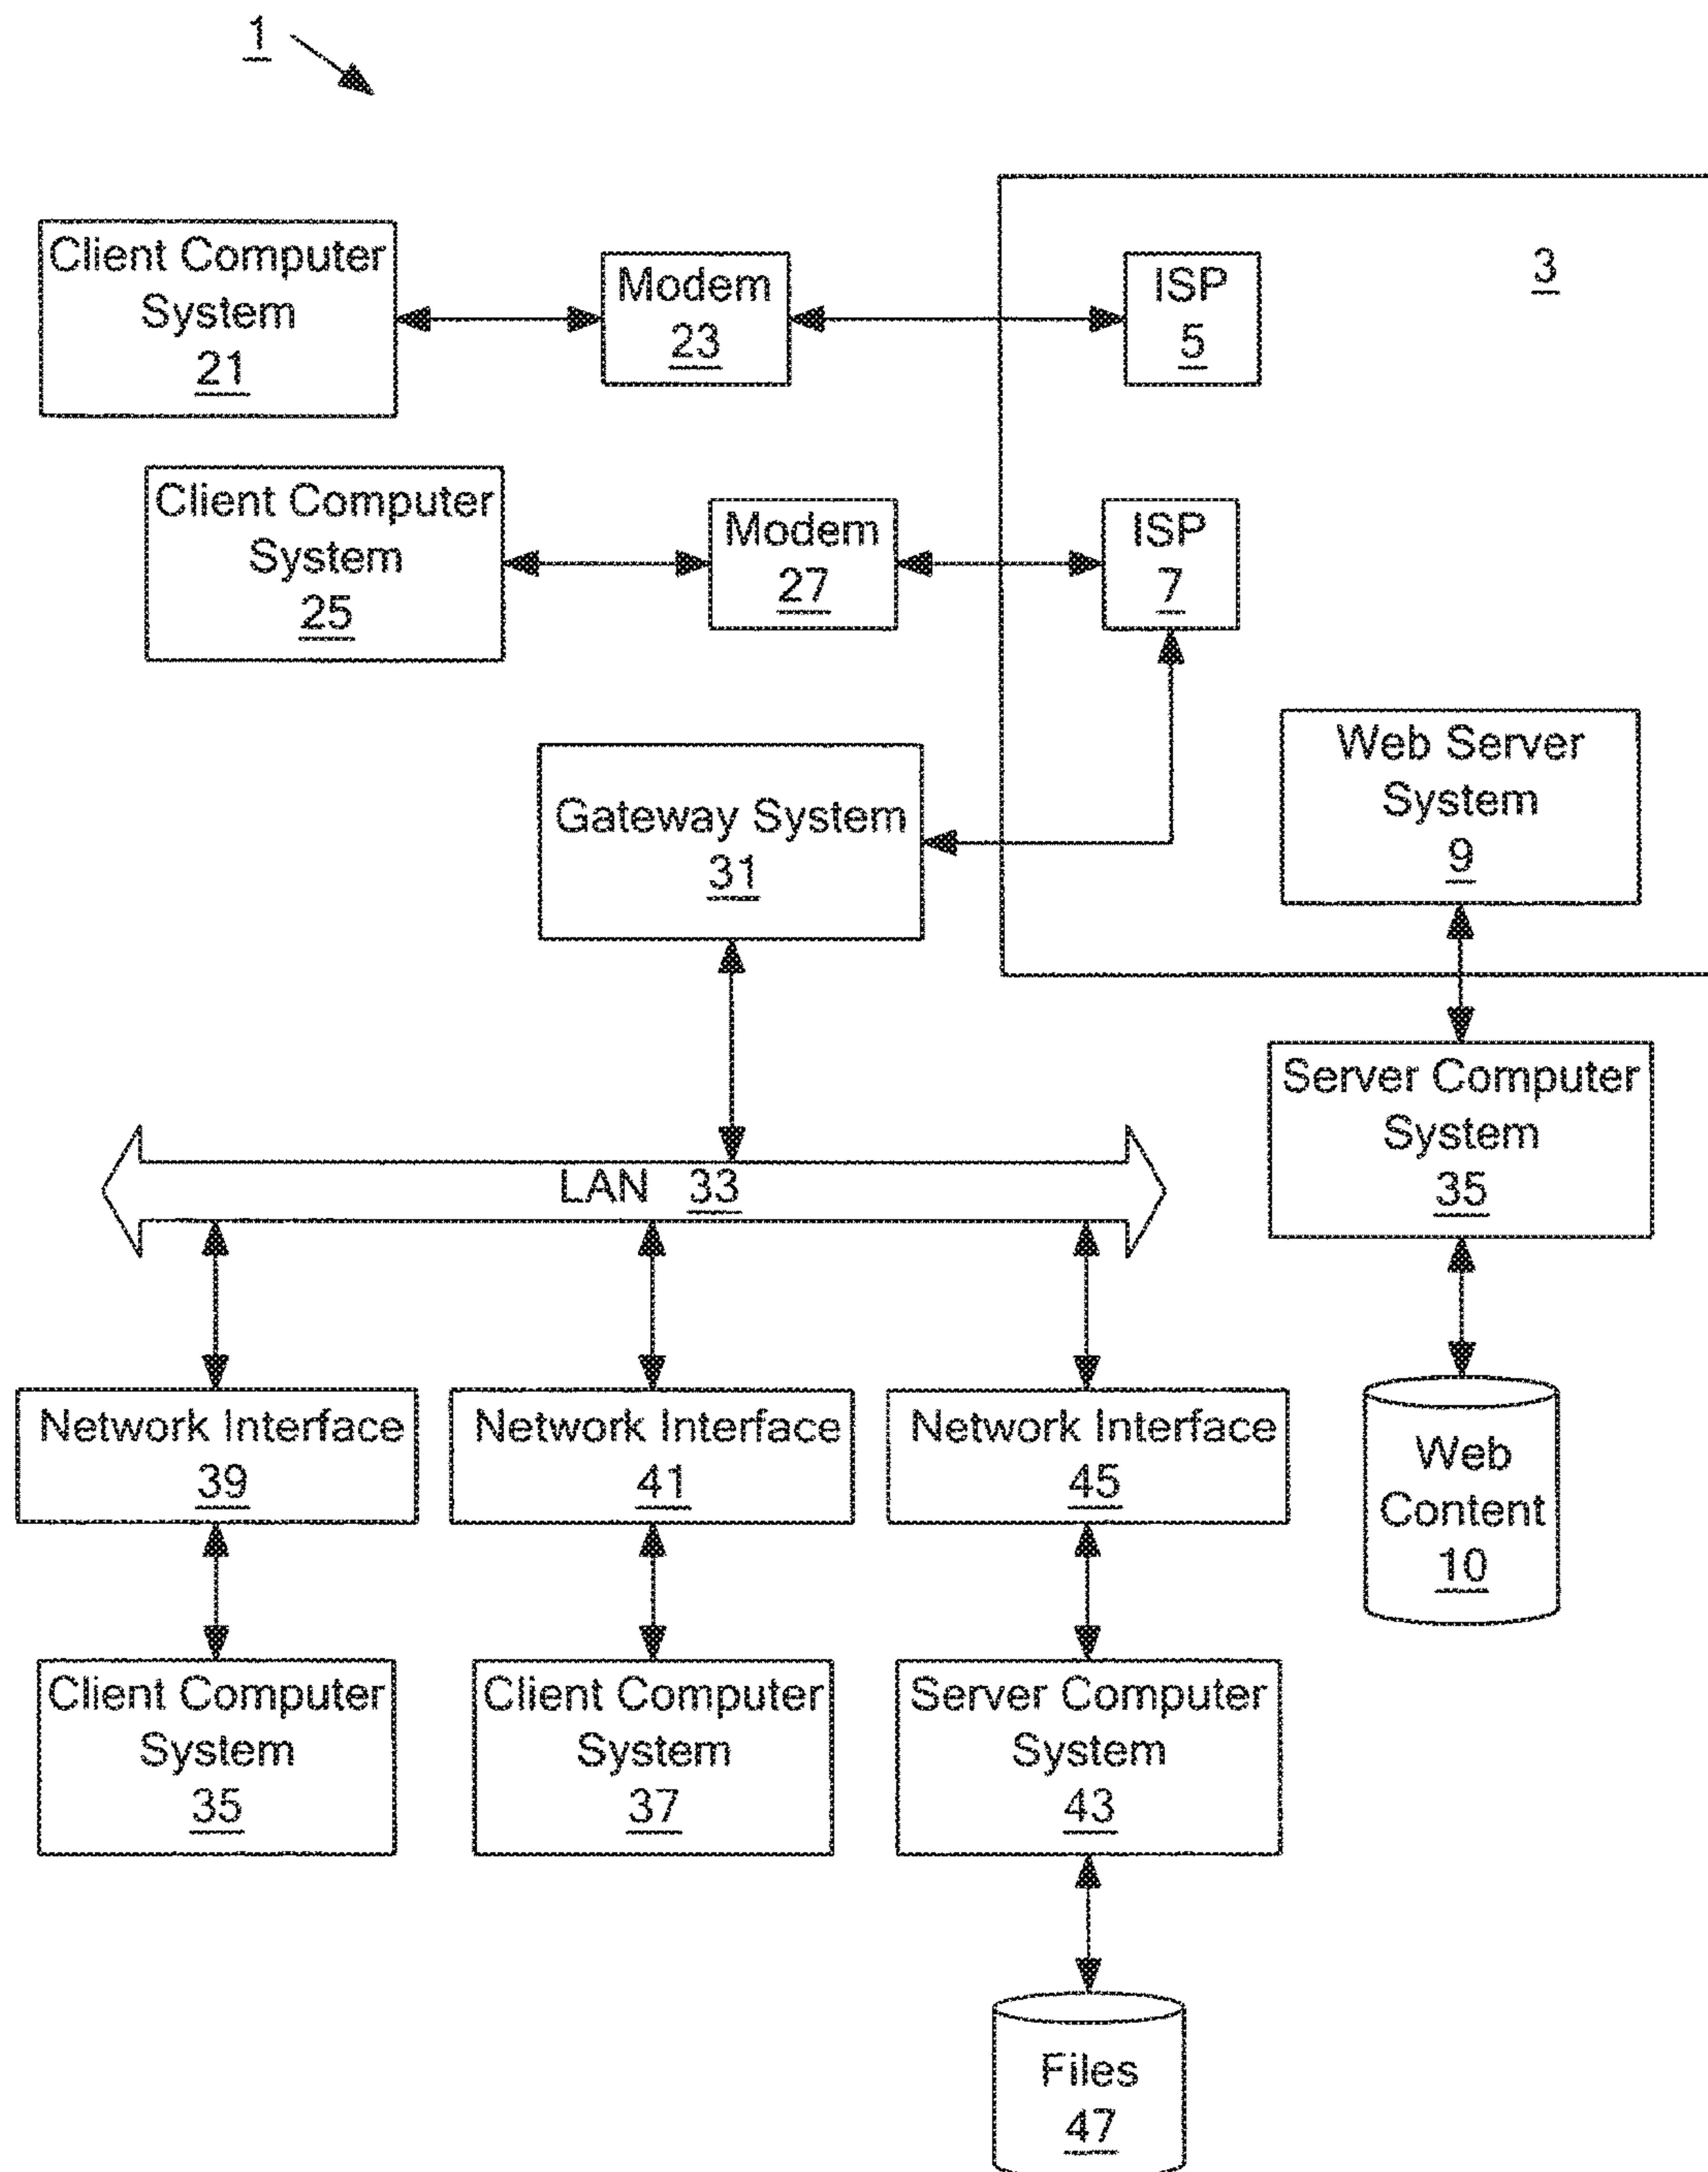 1
3
Client Computer
System
21
Modem
23
ISP
5
Client Computer
System
25
Modem
27
ISP
7
Gateway System
31
Web Server
System
9
Server Computer
System
35
LAN 33
Network Interface
39
Network Interface
41
Network Interface
45
Web
Content
10
Client Computer
System
35
Client Computer
System
37
Server Computer
System
43
Files
47